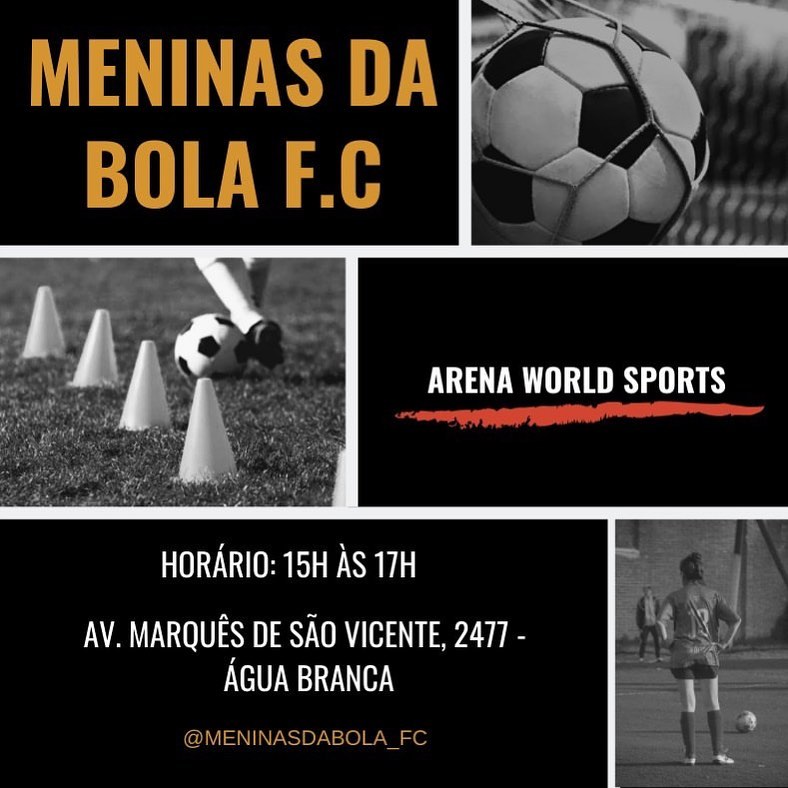 MENINAS DA
BOLA F.C
ARENA WORLD SPORTS
HORÁRIO: 15H ÀS 17H
AV. MARQUÊS DE SÃO VICENTE, 2477 -
ÁGUA BRANCA
@MENINASDABOLA_FC